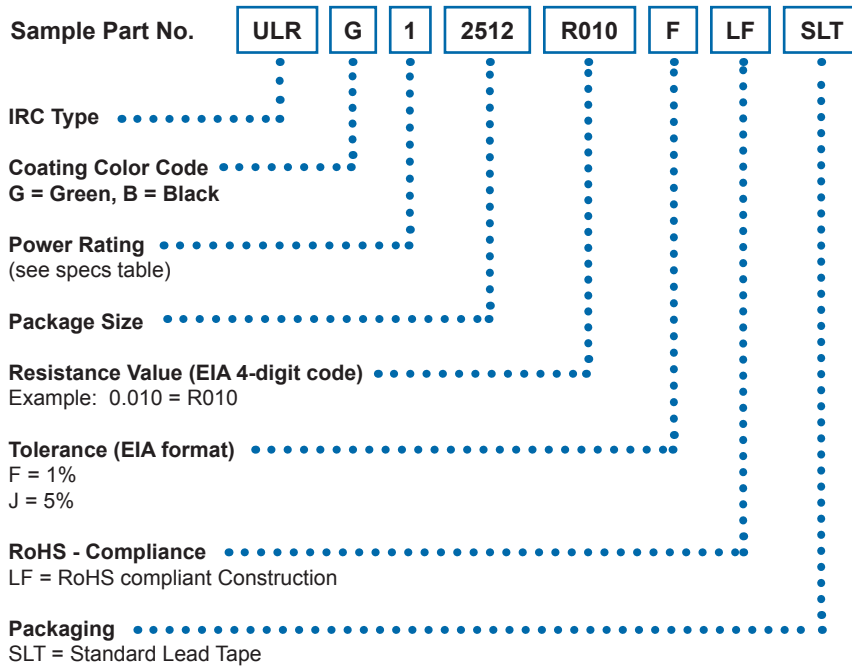 Sample Part No. ULR G 1 2512 R010 F LF SLT
IRC Type
Coating Color Code
G = Green, B = Black
Power Rating
(see specs table)
Package Size
Resistance Value (EIA 4-digit code)
Example: 0.010 = R010
Tolerance (EIA format)
F = 1%
J = 5%
RoHS - Compliance
LF = RoHS compliant Construction
Packaging
SLT = Standard Lead Tape